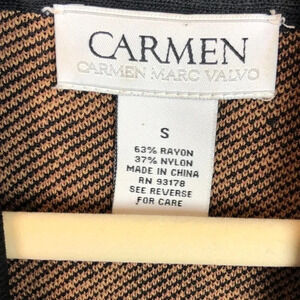 CARMEN
CARMEN MARC VALVO
S
63% RAYON
37% NYLON
MADE IN CHINA
RN 93178
SEE REVERSE
FOR CARE